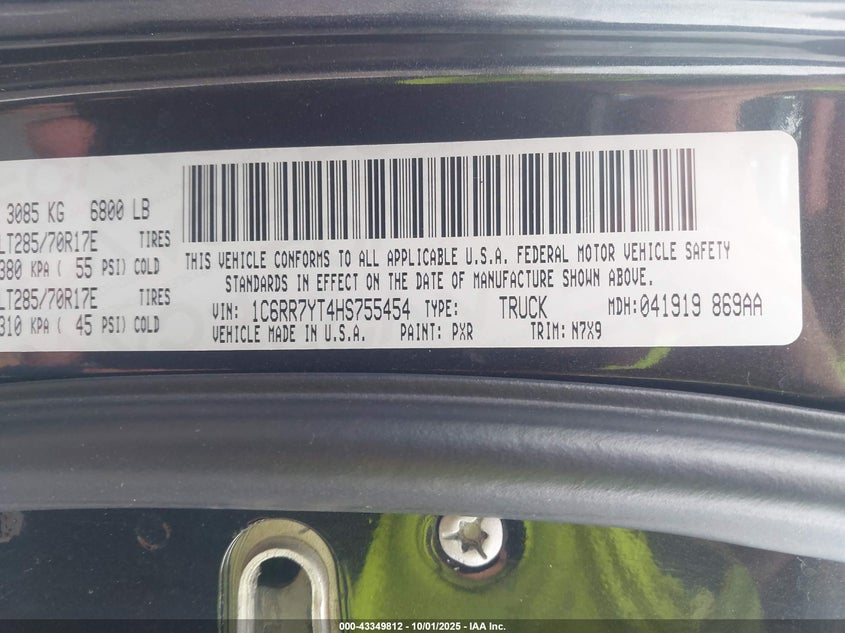 3085 KG 6800 LB
LT285/70R17E TIRES
380 KPA ( 55 PSI) COLD
LT285/70R17E TIRES
310 KPA ( 45 PSI) COLD
THIS VEHICLE CONFORMS TO ALL APPLICABLE U.S.A. FEDERAL MOTOR VEHICLE SAFETY
STANDARDS IN EFFECT ON THE DATE OF MANUFACTURE SHOWN ABOVE.
VIN: 1C6RR7YT4HS755454 TYPE: TRUCK MDH:041919 869AA
VEHICLE MADE IN U.S.A. PAINT: PXR TRIM: N7X9
000-43349812 - 10/01/2025 - IAA Inc.